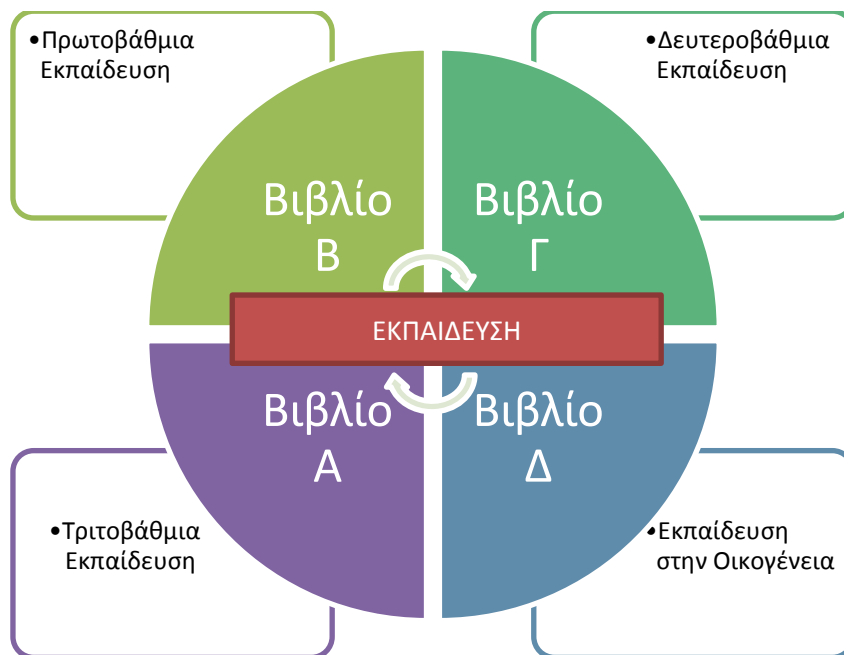 •Πρωτοβάθμια
Εκπαίδευση
•Δευτεροβάθμια
Εκπαίδευση
Βιβλίο
Β
Βιβλίο
Γ
ΕΚΠΑΙΔΕΥΣΗ
Βιβλίο
Α
Βιβλίο
Δ
•Τριτοβάθμια
Εκπαίδευση
•Εκπαίδευση
στην Οικογένεια